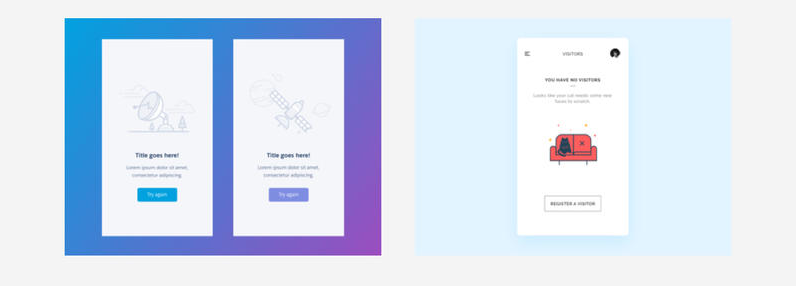 Title goes here!
Lorem ipsum dolor sit amet,
consectetur adipiscing.
Try again
Title goes here!
Lorem ipsum dolor sit amet,
consectetur adipiscing.
Try again
VISITORS
YOU HAVE NO VISITORS
Looks like your cat needs some new
faces to scratch.
REGISTER A VISITOR